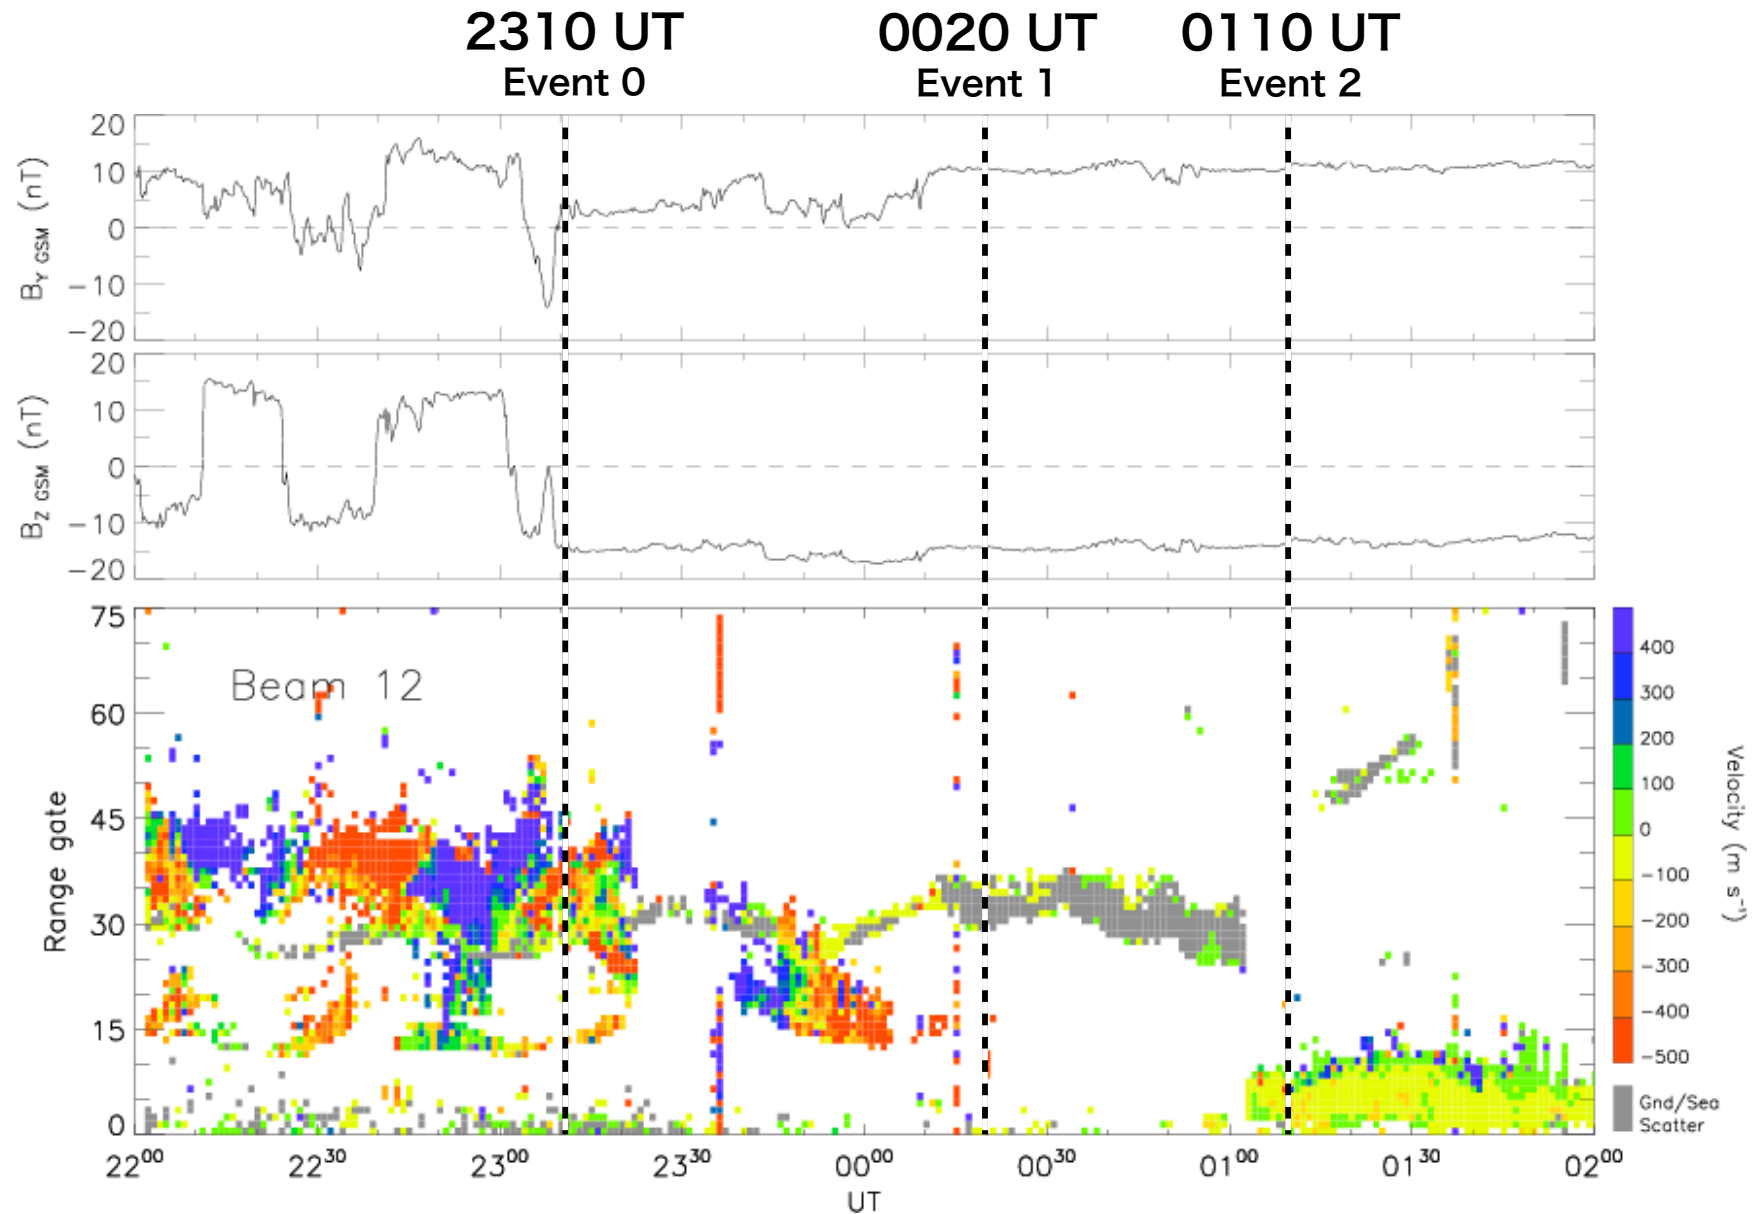 2310 UT 0020 UT 0110 UT
Event 0 Event 1 Event 2
B_Y GSM (nT)
20
10
0
−10
−20
B_Z GSM (nT)
20
10
0
−10
−20
Range gate
75
60
45
30
15
0
Beam 12
400
300
200
100
0
−100
−200
−300
−400
−500
Gnd/Sea
Scatter
Velocity (m s⁻¹)
22⁰⁰ 22³⁰ 23⁰⁰ 23³⁰ 00⁰⁰ 00³⁰ 01⁰⁰ 01³⁰ 02⁰⁰
UT